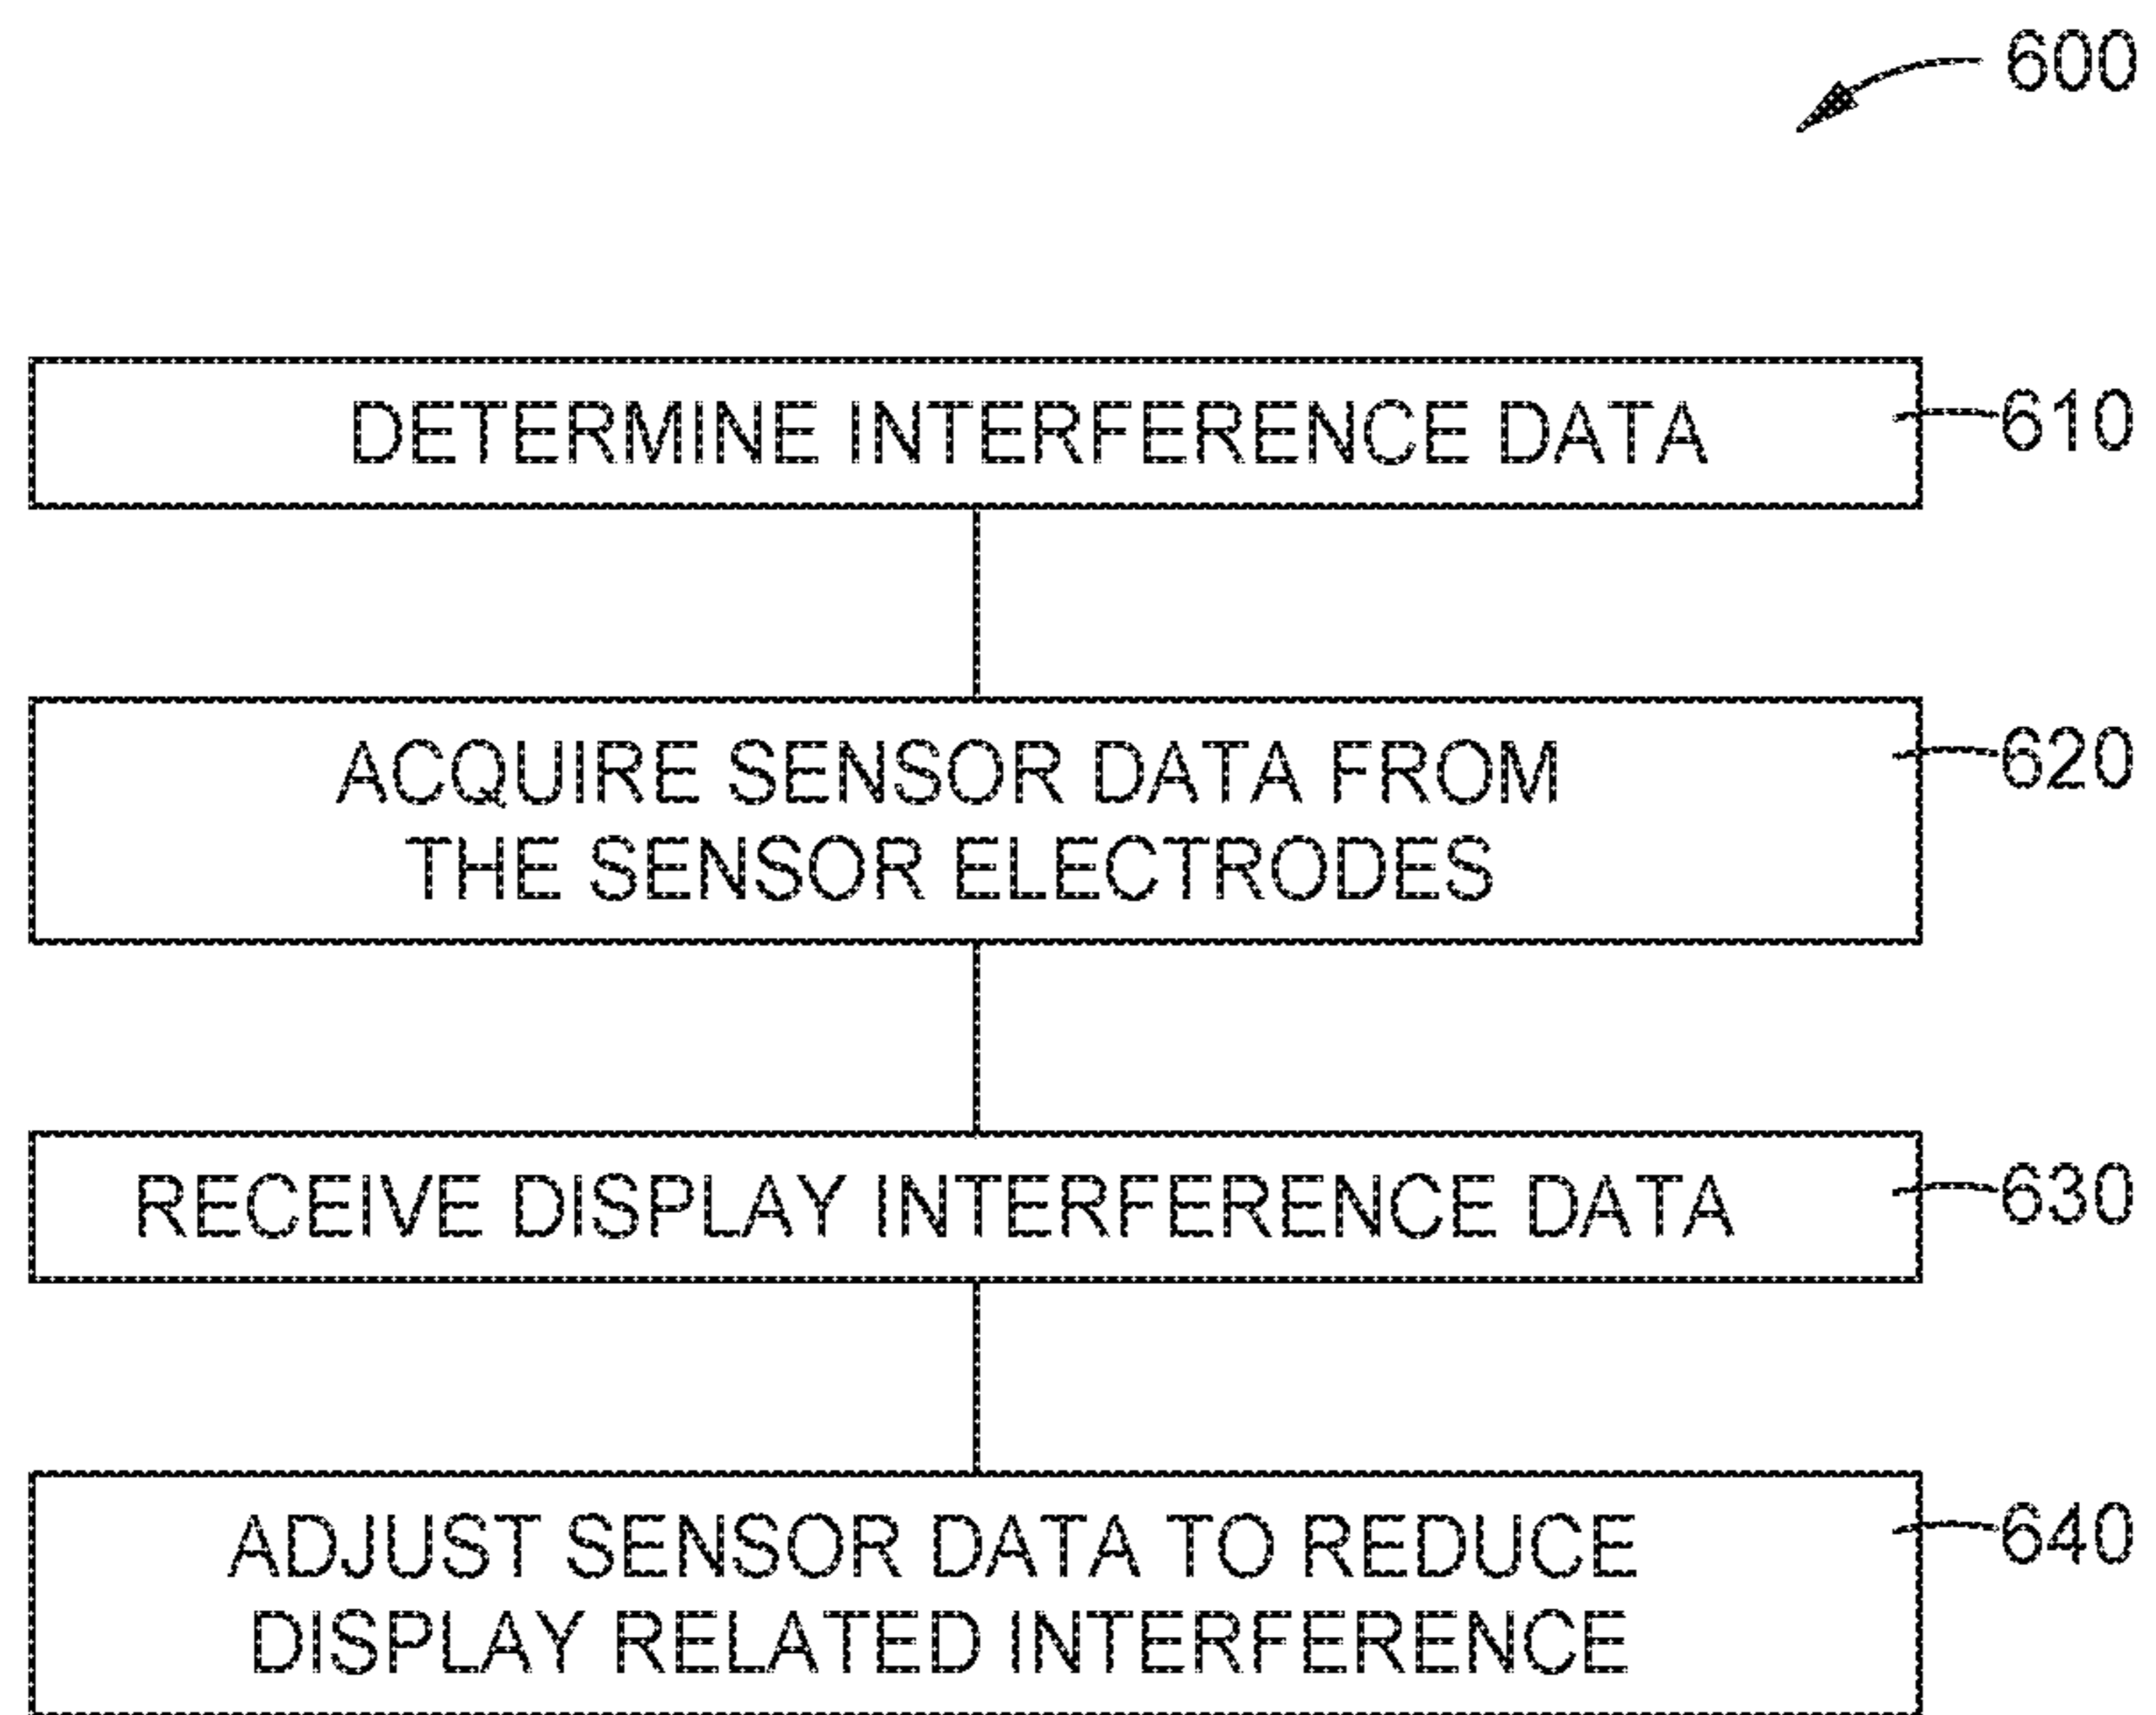 600
DETERMINE INTERFERENCE DATA
610
ACQUIRE SENSOR DATA FROM
THE SENSOR ELECTRODES
620
RECEIVE DISPLAY INTERFERENCE DATA
630
ADJUST SENSOR DATA TO REDUCE
DISPLAY RELATED INTERFERENCE
640